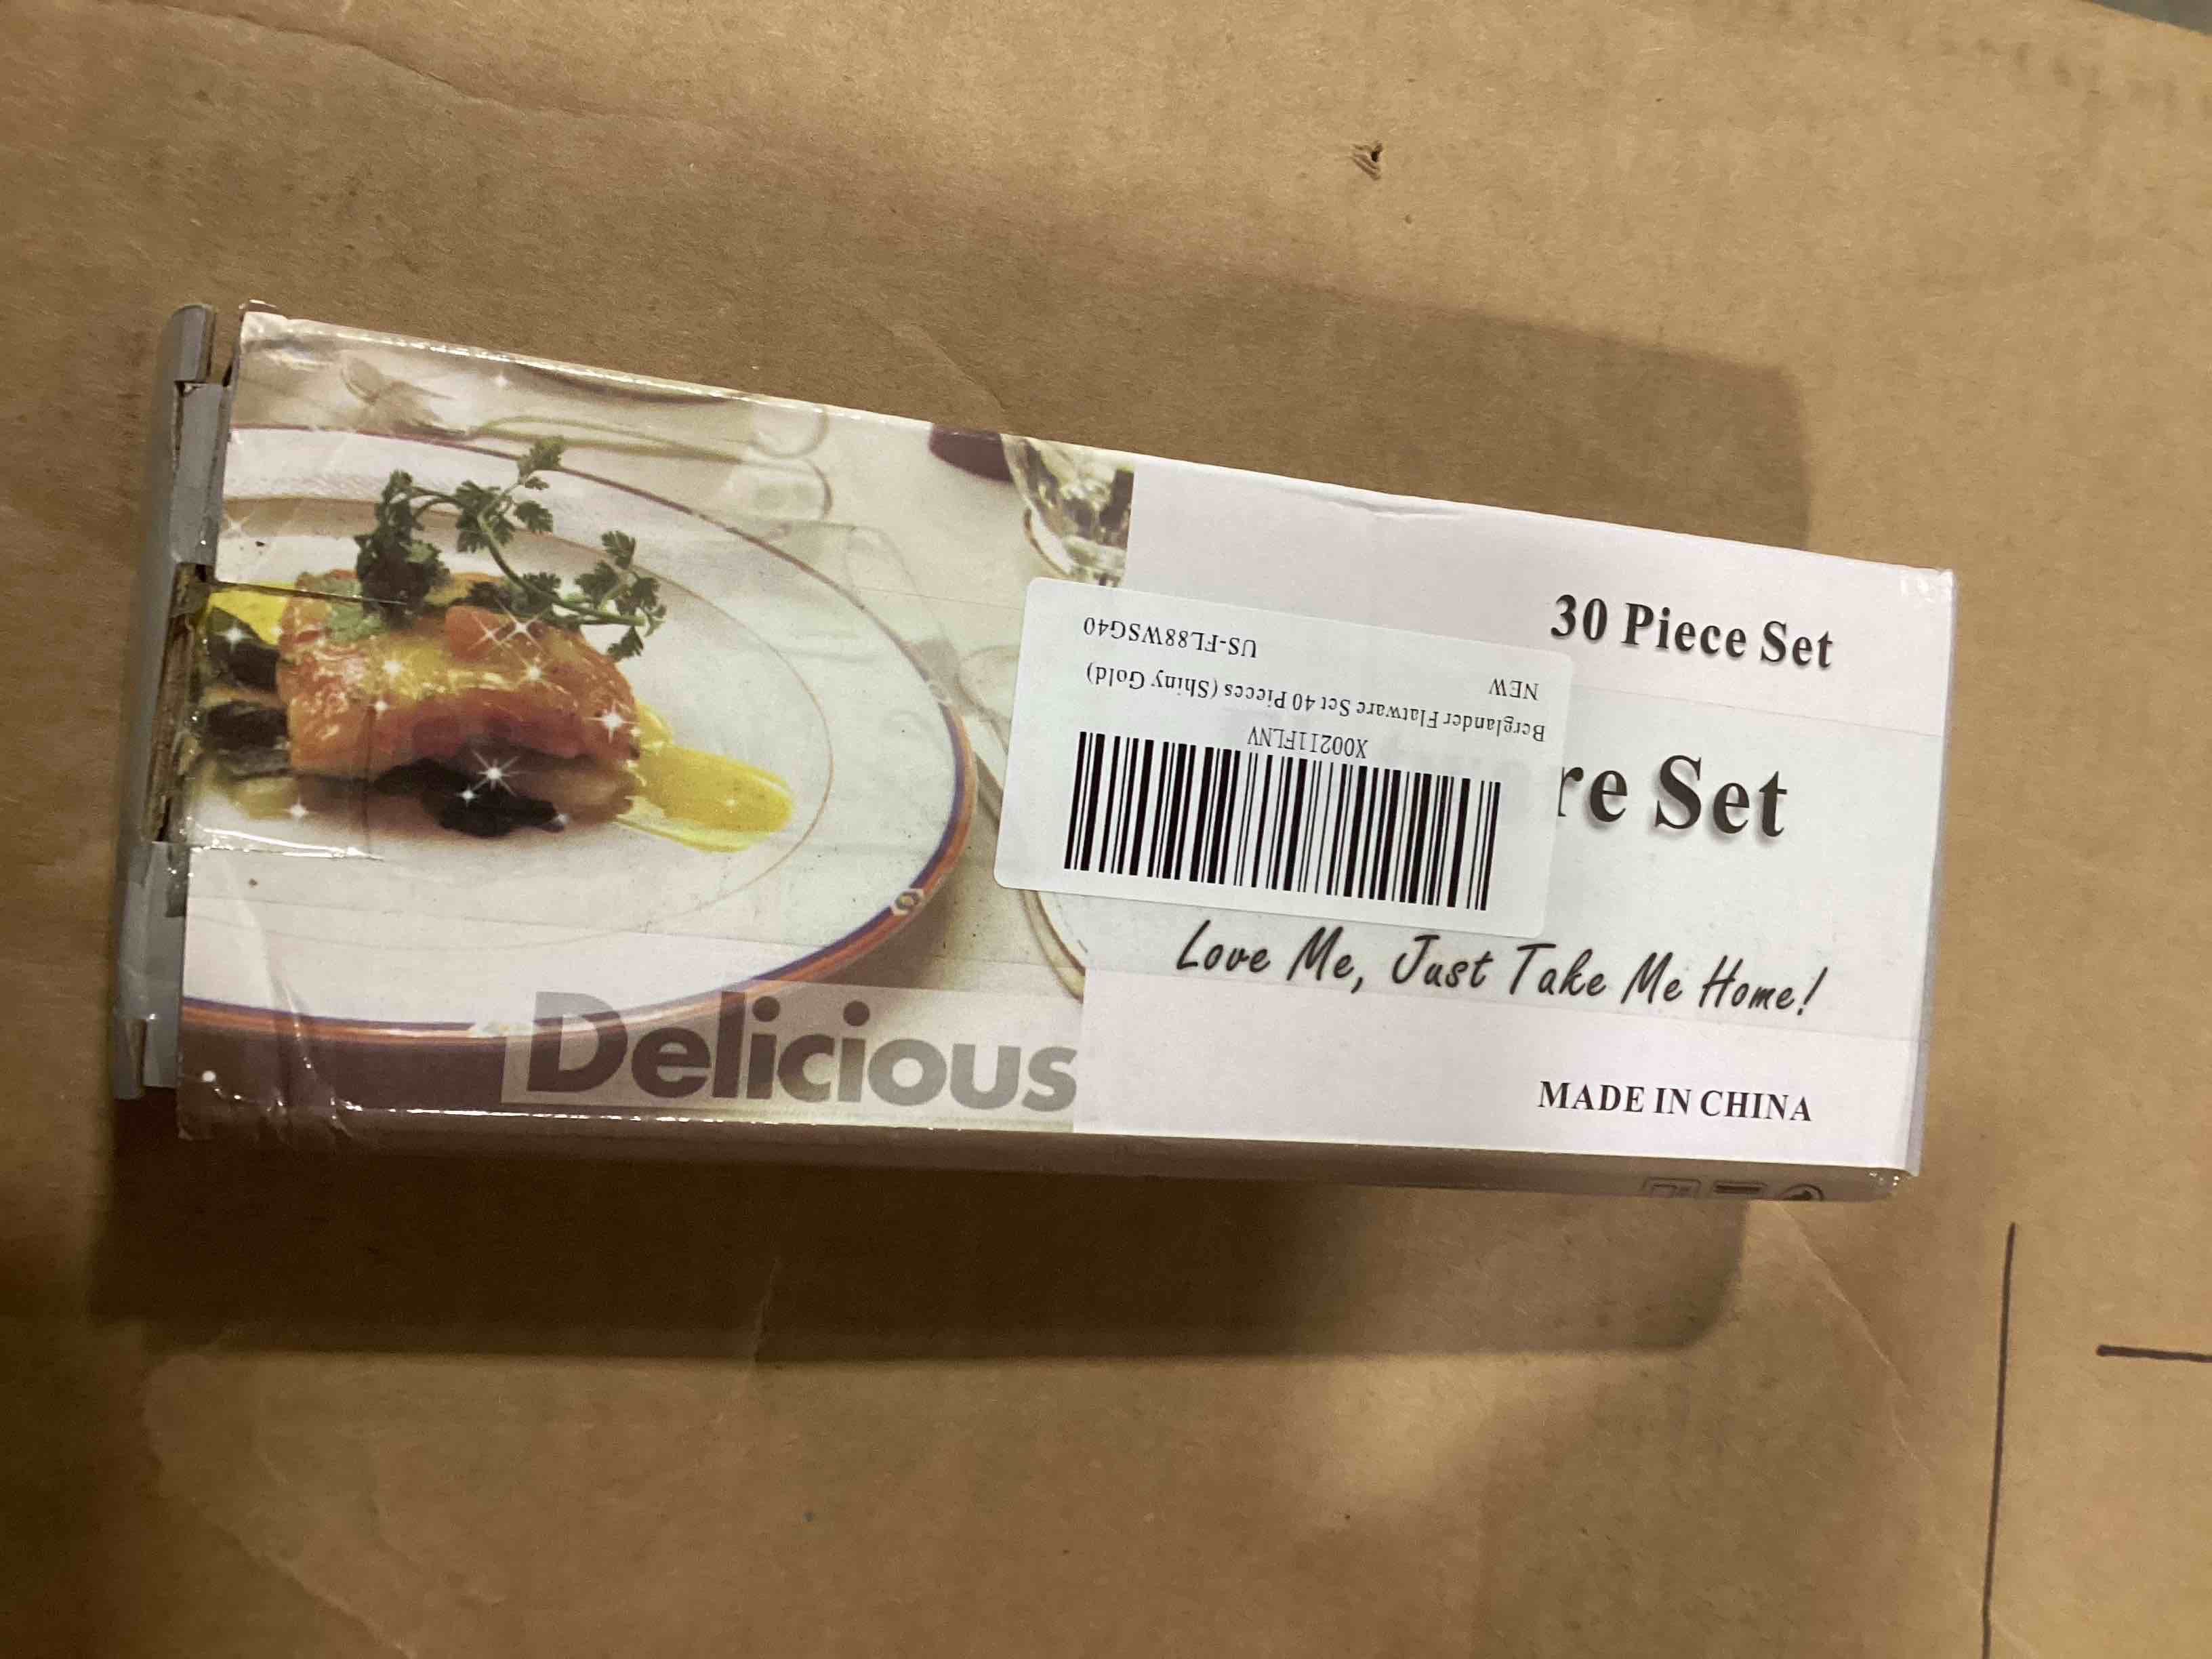 30 Piece Set
re Set
Love Me, Just Take Me Home!
MADE IN CHINA
Delicious
X00211FLNV
Berglander Flatware Set 40 Pieces (Shiny Gold)
NEW
US-FL88WSG40